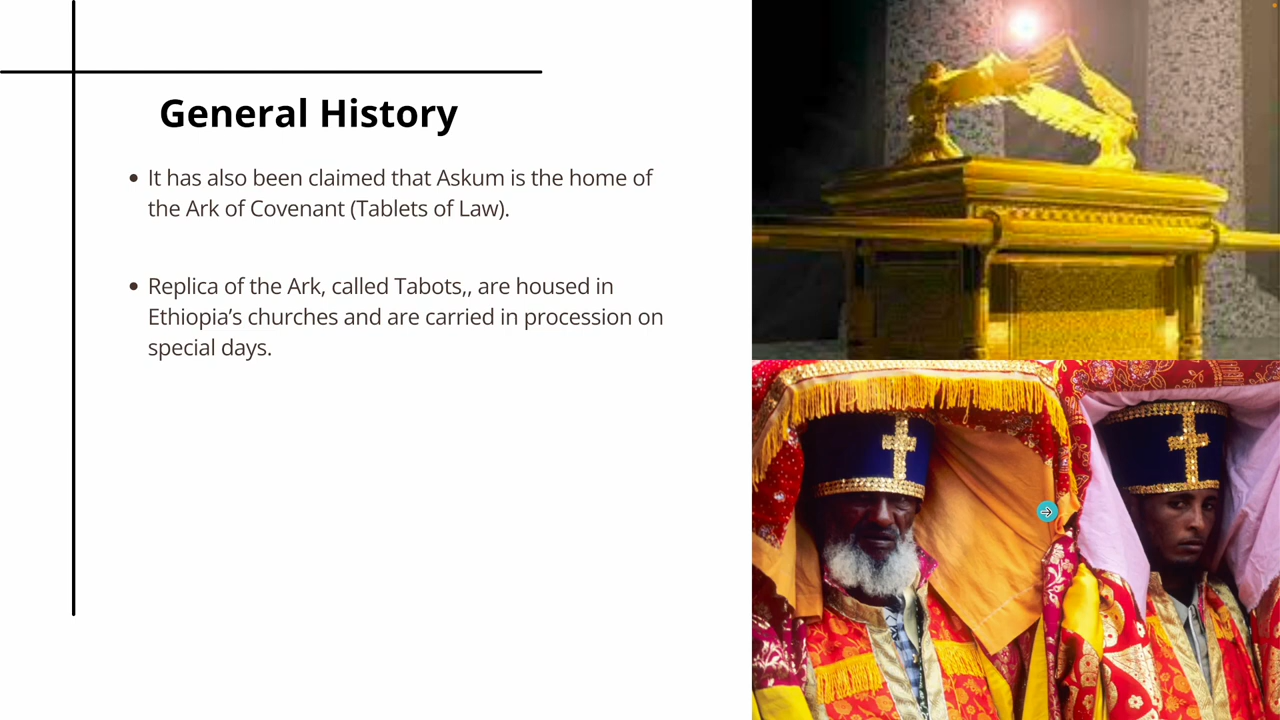 General History
It has also been claimed that Askum is the home of
the Ark of Covenant (Tablets of Law).
Replica of the Ark, called Tabots,, are housed in
Ethiopia’s churches and are carried in procession on
special days.